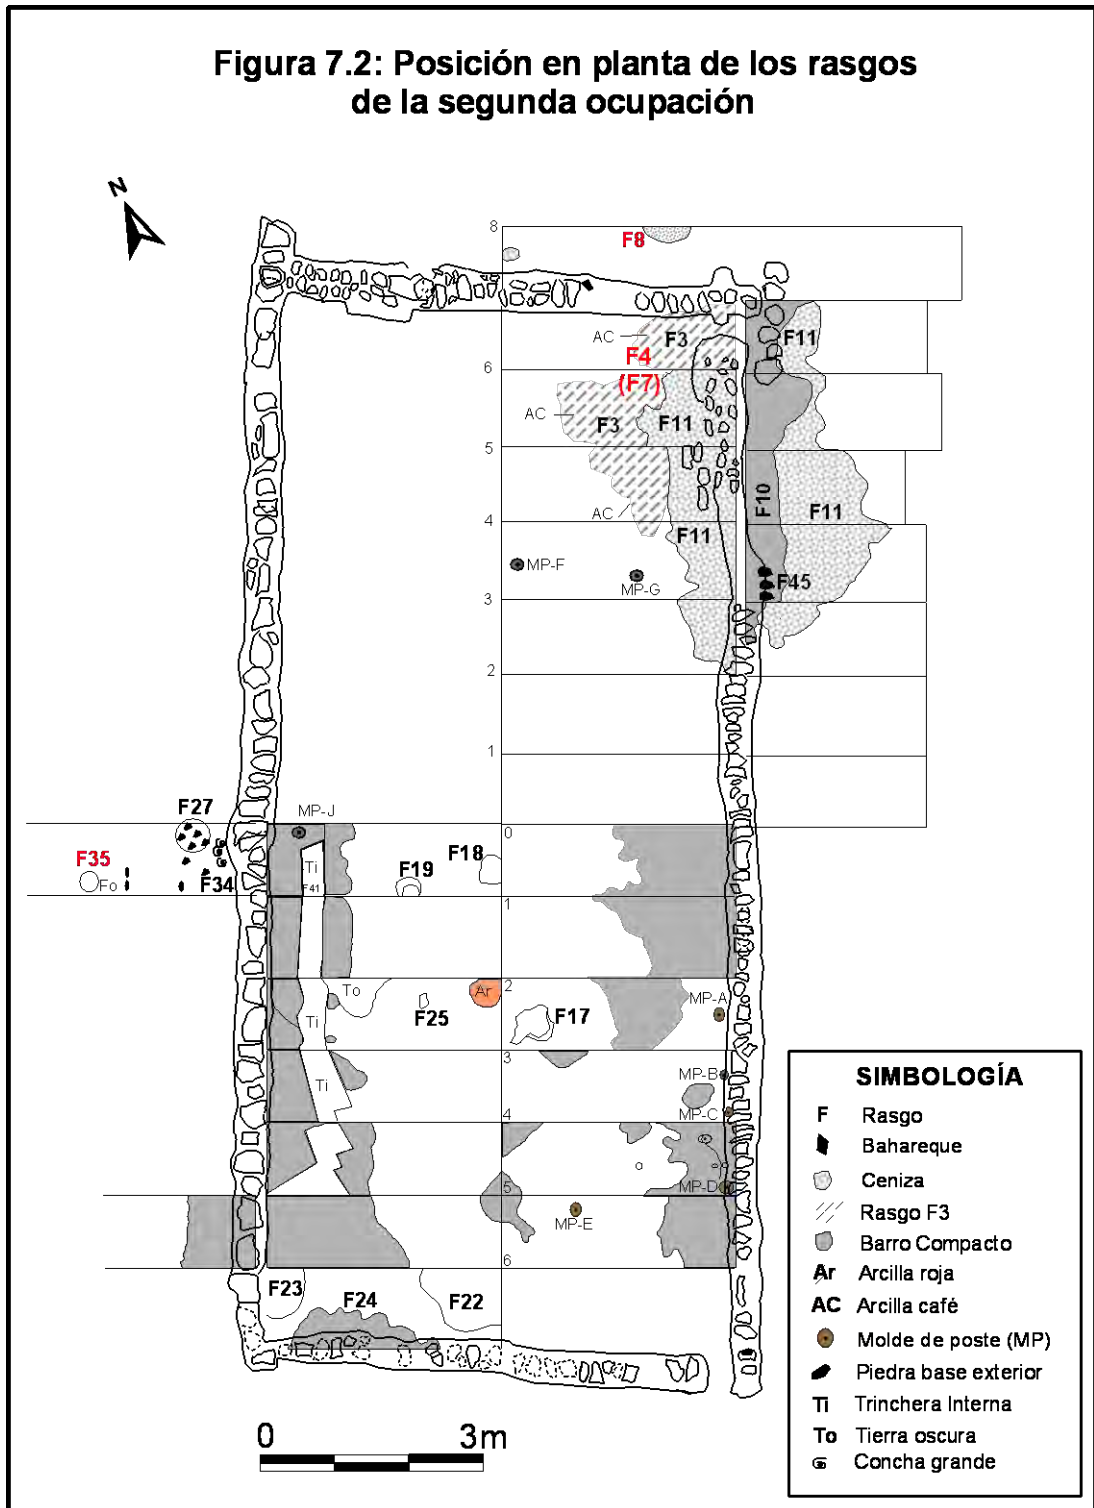 Figura 7.2: Posición en planta de los rasgos
de la segunda ocupación
N
8
F8
AC
F3
F11
F4
6
(F7)
AC
F3
F11
5
F10
F11
AC
4
F11
MP-F
F45
MP-G
3
2
1
F27
MP-J
0
F35
Fo
F34
Ti
F41
F19
F18
1
To
Ar
2
MP-A
Ti
F25
F17
3
Ti
MP-B
4
MP-C
5
MP-D
MP-E
6
F23
F24
F22
0
3m
SIMBOLOGÍA
F Rasgo
Bahareque
Ceniza
Rasgo F3
Barro Compacto
Ar Arcilla roja
AC Arcilla café
Molde de poste (MP)
Piedra base exterior
Ti Trinchera Interna
To Tierra oscura
Concha grande